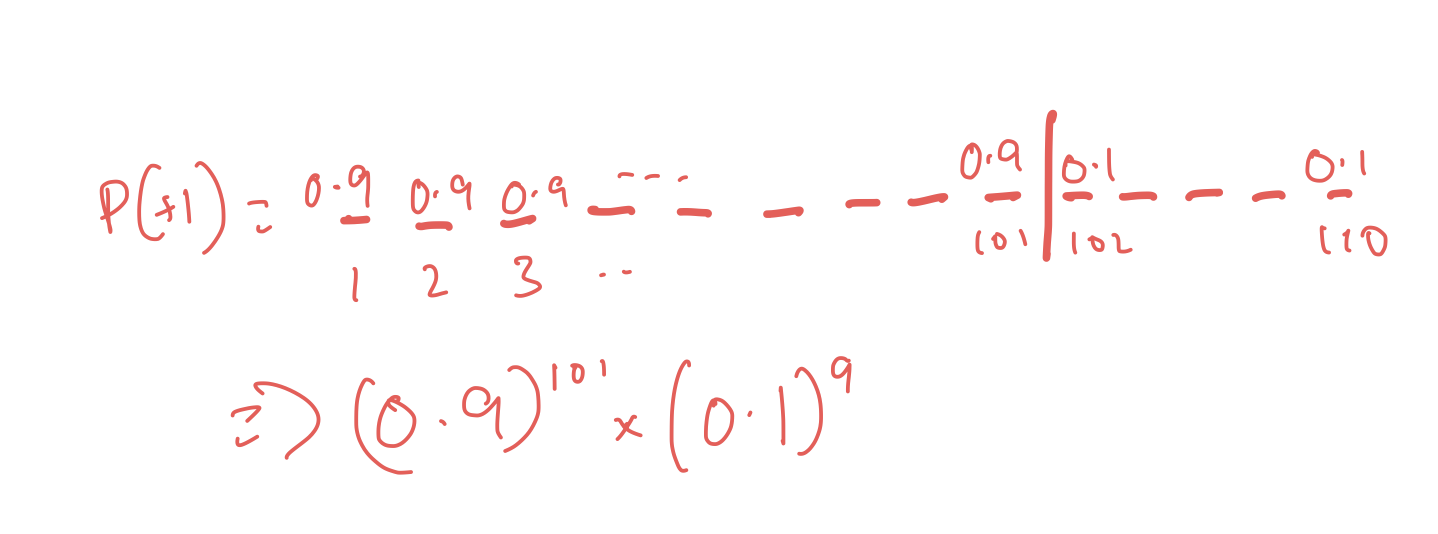 P(f1) = 0.9 0.9 0.9 --- 0.9 | 0.1 0.1
1 2 3 .. 101 102 110
=> (0.9)^101 x (0.1)^9